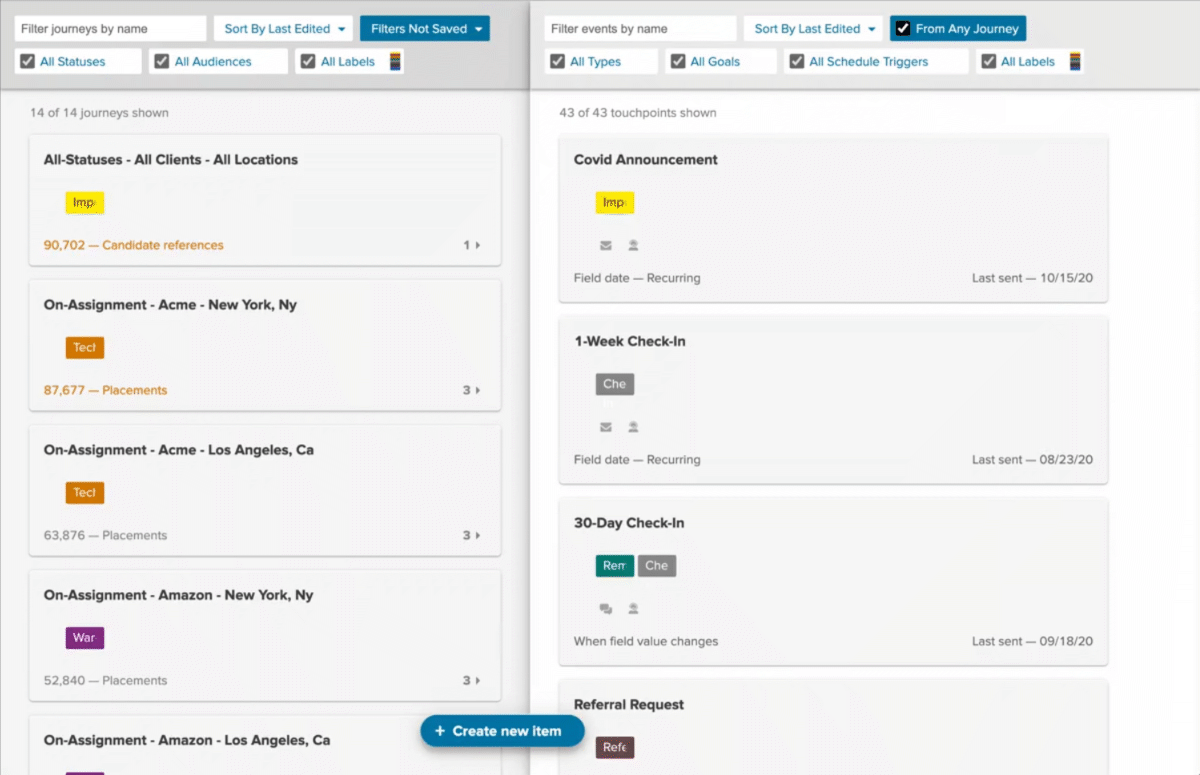 Filter journeys by name
Sort By Last Edited
Filters Not Saved
All Statuses
All Audiences
All Labels
14 of 14 journeys shown
All-Statuses - All Clients - All Locations
Imp
90,702 — Candidate references
1
On-Assignment - Acme - New York, Ny
Tech
87,677 — Placements
3
On-Assignment - Acme - Los Angeles, Ca
Tech
63,876 — Placements
3
On-Assignment - Amazon - New York, Ny
War
52,840 — Placements
3
On-Assignment - Amazon - Los Angeles, Ca
+ Create new item
Filter events by name
Sort By Last Edited
From Any Journey
All Types
All Goals
All Schedule Triggers
All Labels
43 of 43 touchpoints shown
Covid Announcement
Imp
Field date — Recurring
Last sent — 10/15/20
1-Week Check-In
Che
Field date — Recurring
Last sent — 08/23/20
30-Day Check-In
Rem Che
When field value changes
Last sent — 09/18/20
Referral Request
Refe